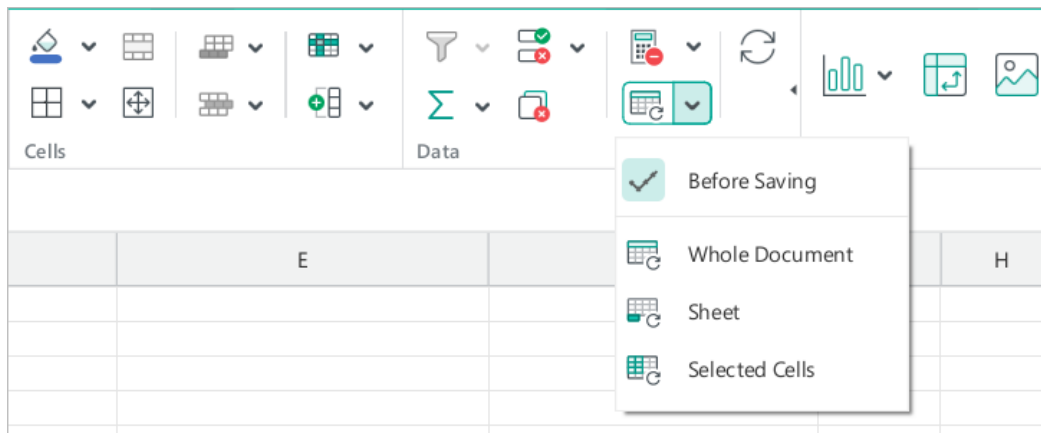 Cells
Data
Before Saving
Whole Document
Sheet
Selected Cells
E
H